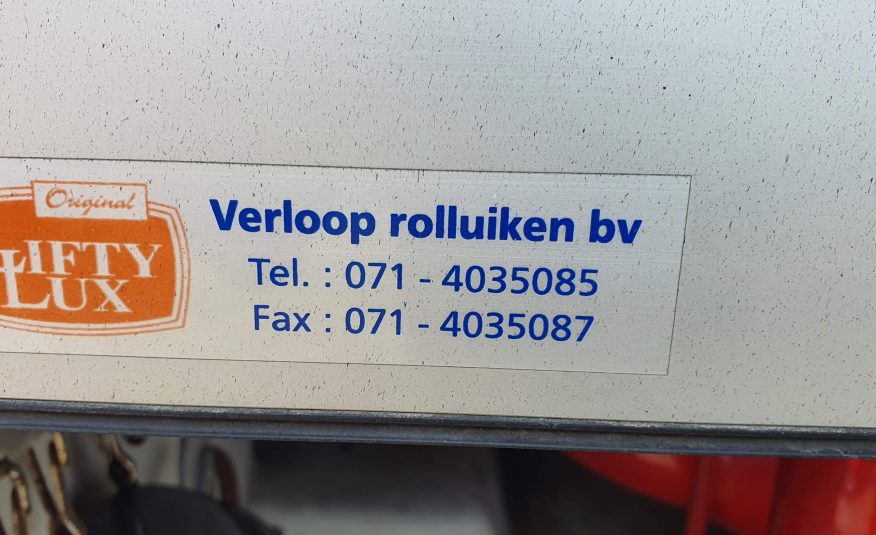 Original
LIFTY
LUX
Verloop rolluiken bv
Tel. : 071 - 4035085
Fax : 071 - 4035087